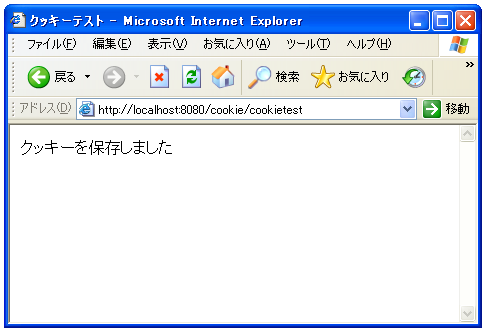 クッキーテスト - Microsoft Internet Explorer
ファイル(F) 編集(E) 表示(V) お気に入り(A) ツール(T) ヘルプ(H)
戻る 検索 お気に入り »
アドレス(D) http://localhost:8080/cookie/cookietest 移動
クッキーを保存しました